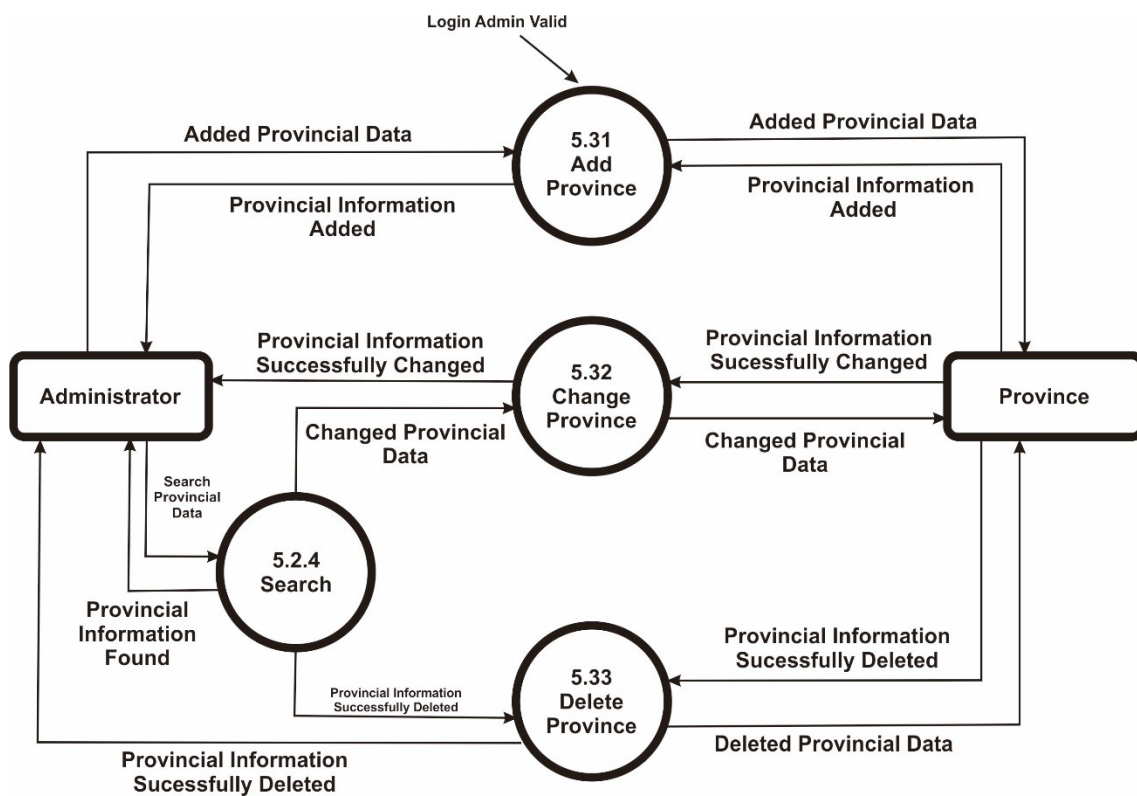 Login Admin Valid
Added Provincial Data
5.31
Add
Province
Added Provincial Data
Provincial Information
Added
Provincial Information
Added
Provincial Information
Successfully Changed
5.32
Change
Province
Provincial Information
Successfully Changed
Administrator
Province
Changed Provincial
Data
Changed Provincial
Data
Search
Provincial
Data
5.2.4
Search
Provincial
Information
Found
Provincial Information
Sucessfully Deleted
5.33
Delete
Province
Provincial Information
Successfully Deleted
Deleted Provincial Data
Provincial Information
Sucessfully Deleted